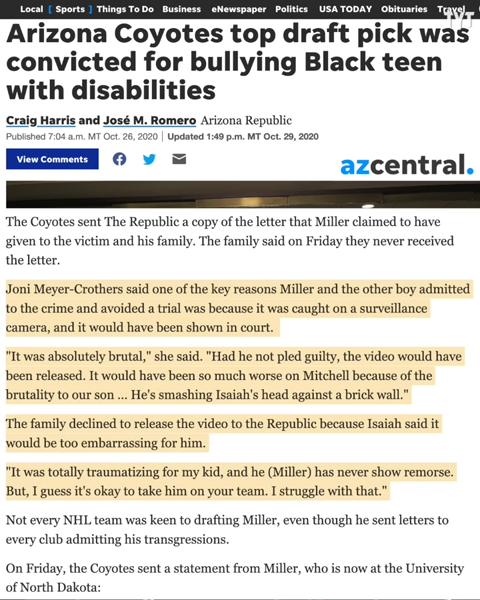 Local [ Sports ] Things To Do Business eNewspaper Politics USA TODAY Obituaries Travel
TYT
Arizona Coyotes top draft pick was
convicted for bullying Black teen
with disabilities
Craig Harris and José M. Romero Arizona Republic
Published 7:04 a.m. MT Oct. 26, 2020 | Updated 1:49 p.m. MT Oct. 29, 2020
View Comments
azcentral.
The Coyotes sent The Republic a copy of the letter that Miller claimed to have
given to the victim and his family. The family said on Friday they never received
the letter.
Joni Meyer-Crothers said one of the key reasons Miller and the other boy admitted
to the crime and avoided a trial was because it was caught on a surveillance
camera, and it would have been shown in court.
"It was absolutely brutal," she said. "Had he not pled guilty, the video would have
been released. It would have been so much worse on Mitchell because of the
brutality to our son ... He's smashing Isaiah's head against a brick wall."
The family declined to release the video to the Republic because Isaiah said it
would be too embarrassing for him.
"It was totally traumatizing for my kid, and he (Miller) has never show remorse.
But, I guess it's okay to take him on your team. I struggle with that."
Not every NHL team was keen to drafting Miller, even though he sent letters to
every club admitting his transgressions.
On Friday, the Coyotes sent a statement from Miller, who is now at the University
of North Dakota: